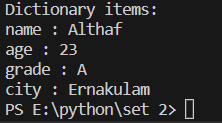 Dictionary items:
name : Althaf
age : 23
grade : A
city : Ernakulam
PS E:\python\set 2>